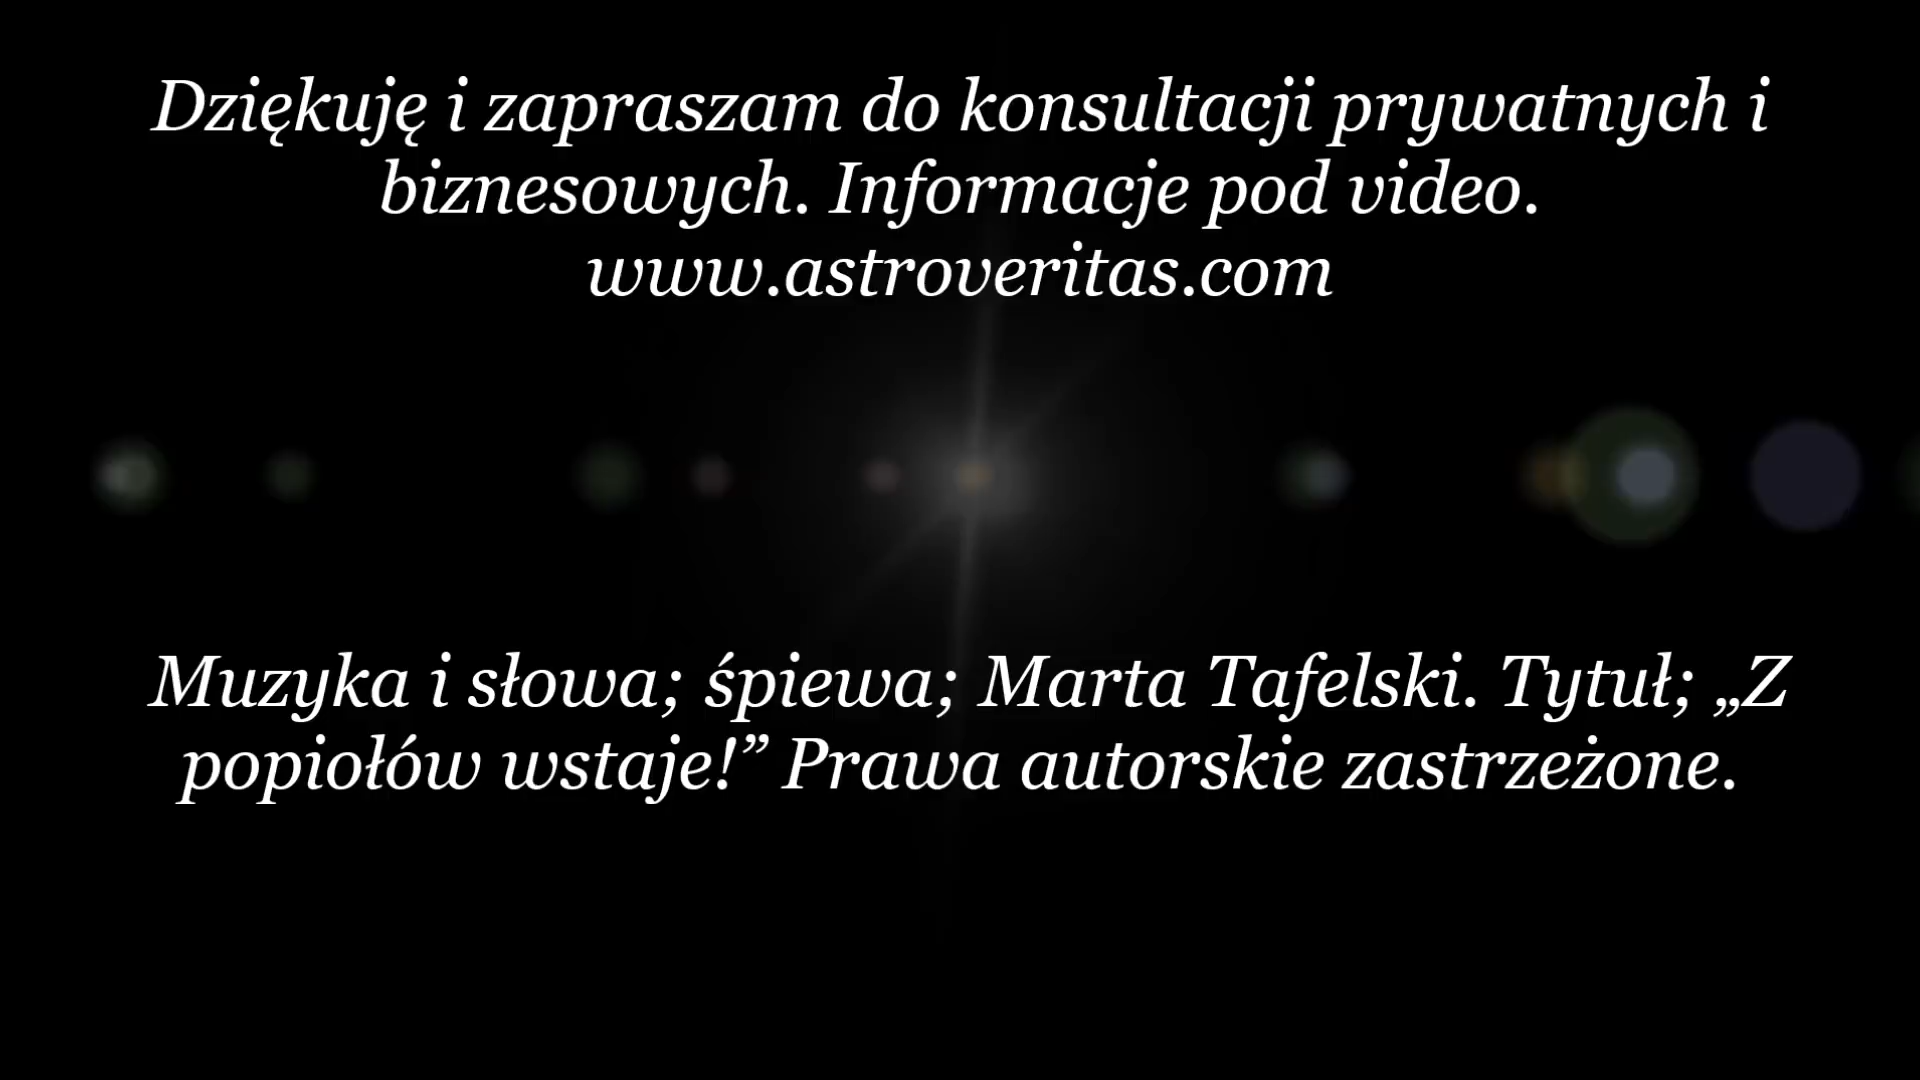 Dziękuję i zapraszam do konsultacji prywatnych i
biznesowych. Informacje pod video.
www.astroveritas.com
Muzyka i słowa; śpiewa; Marta Tafelski. Tytuł; „Z
popiołów wstaje!” Prawa autorskie zastrzeżone.